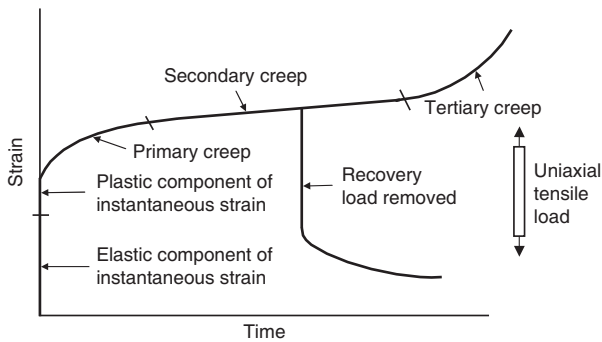 Secondary creep
Tertiary creep
Primary creep
Strain
Plastic component of
instantaneous strain
Recovery
load removed
Uniaxial
tensile
load
Elastic component of
instantaneous strain
Time